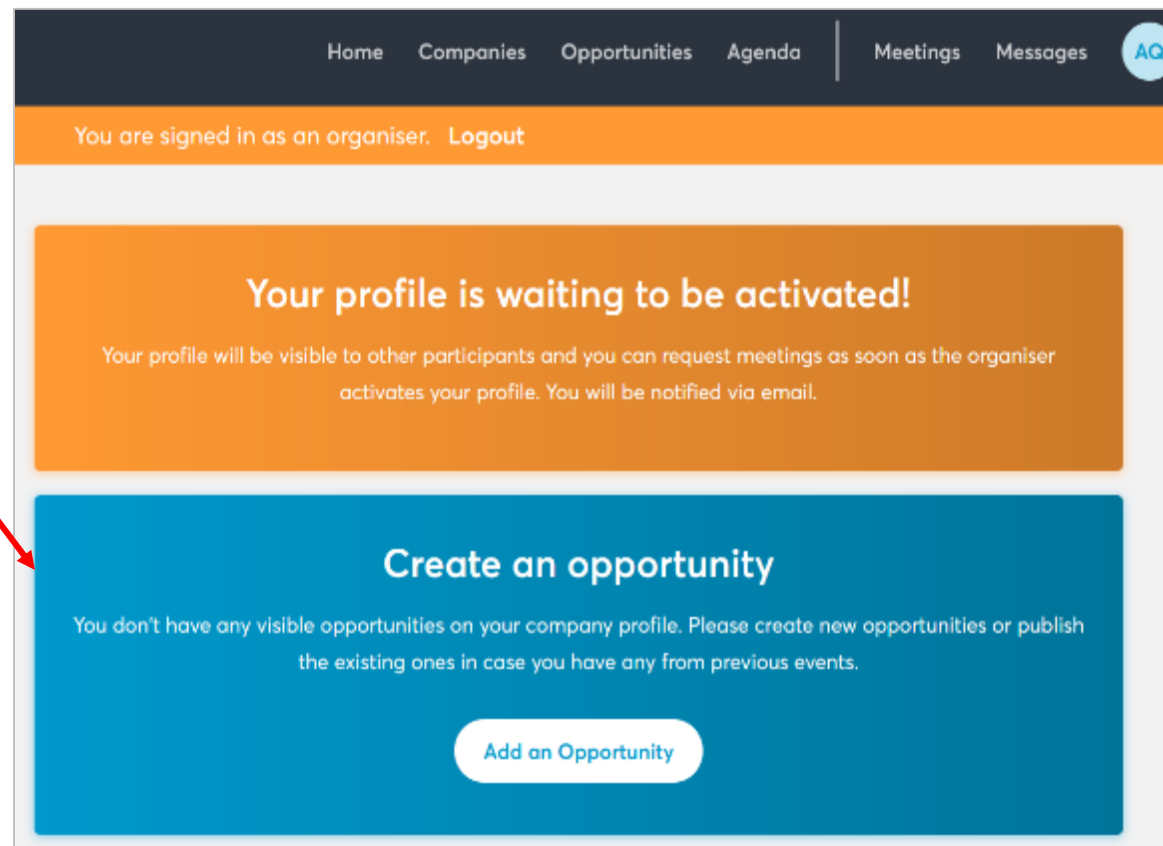 Home Companies Opportunities Agenda Meetings Messages AQ
You are signed in as an organiser. Logout
Your profile is waiting to be activated!
Your profile will be visible to other participants and you can request meetings as soon as the organiser
activates your profile. You will be notified via email.
Create an opportunity
You don't have any visible opportunities on your company profile. Please create new opportunities or publish
the existing ones in case you have any from previous events.
Add an Opportunity